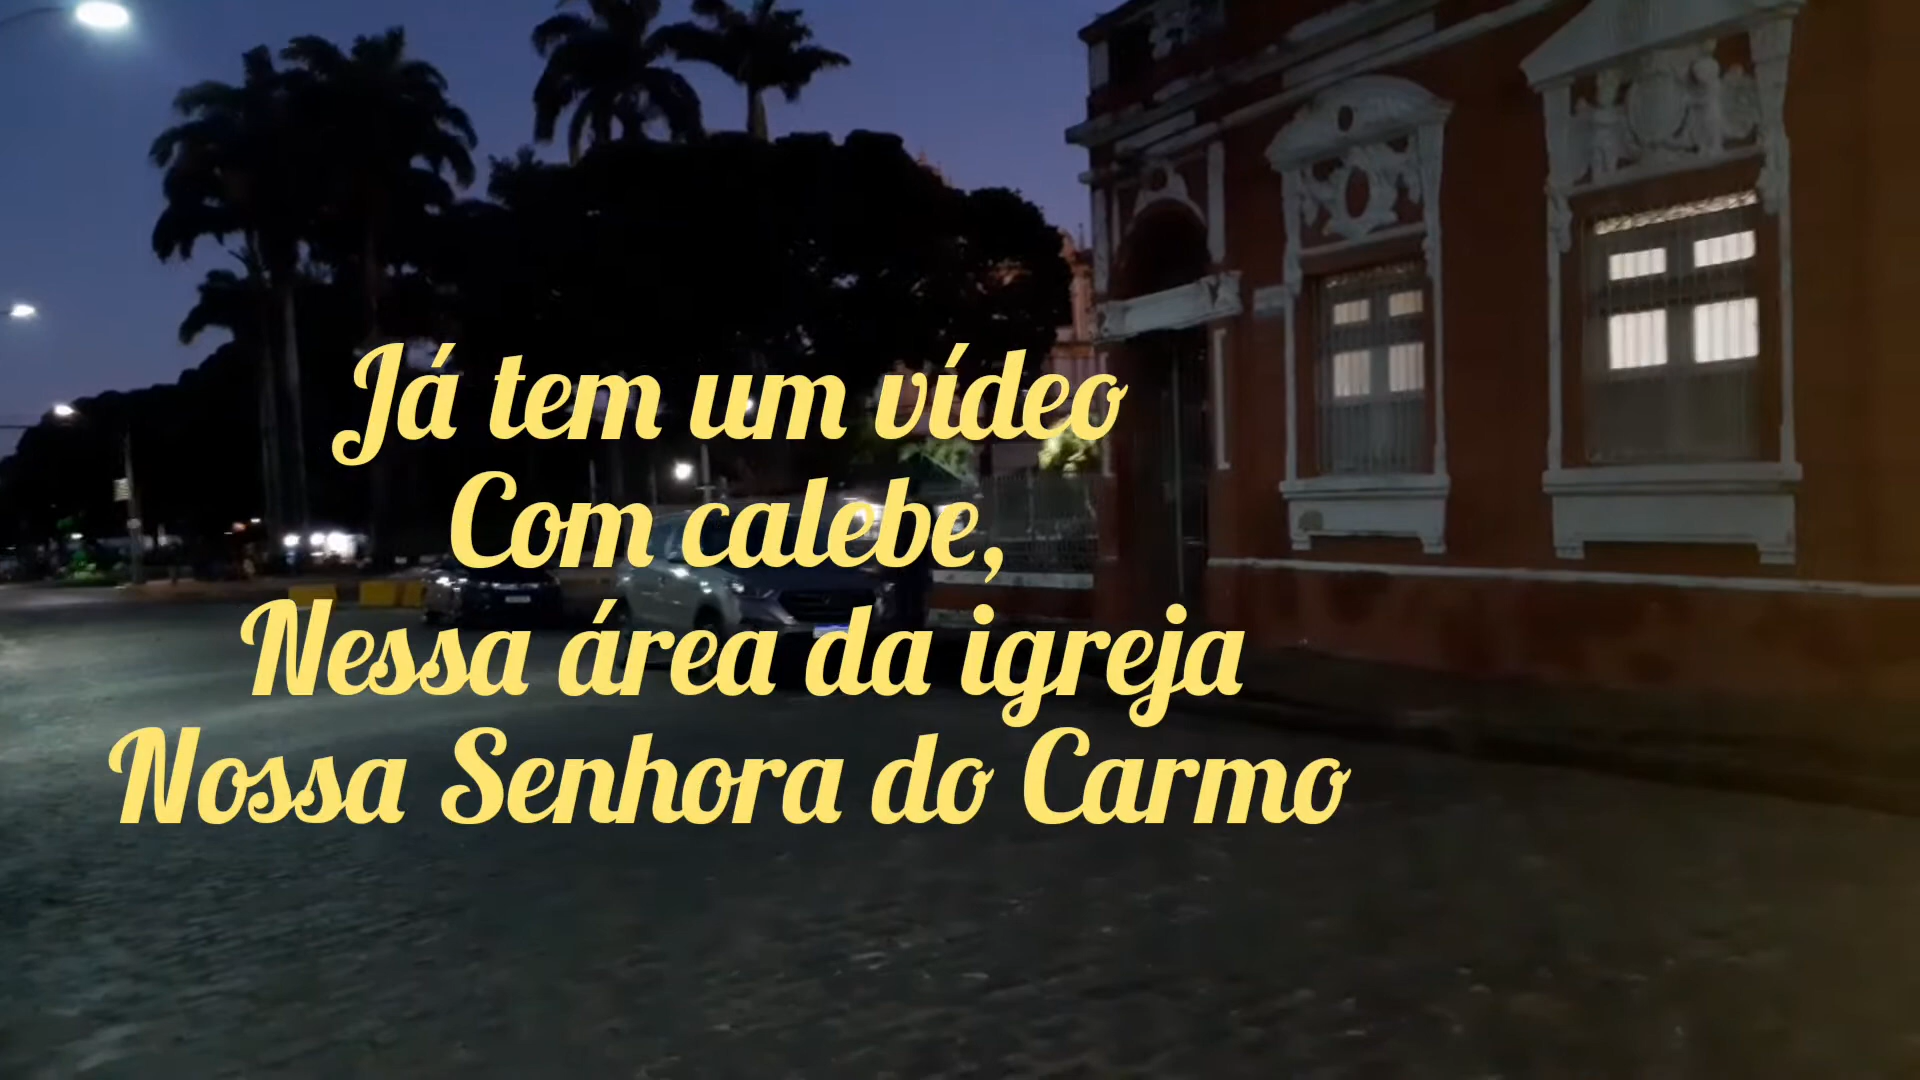 Já tem um vídeo
Com calebe,
Nessa área da igreja
Nossa Senhora do Carmo